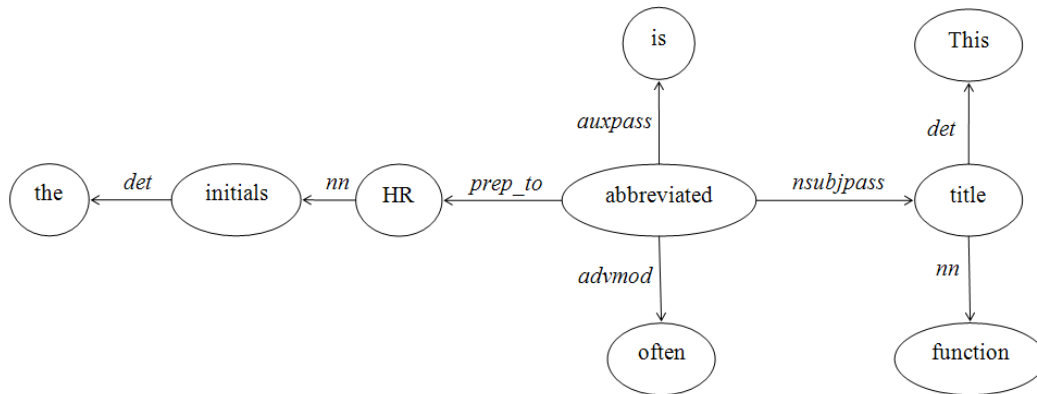 is
This
auxpass
det
the
det
initials
nn
HR
prep_to
abbreviated
nsubjpass
title
advmod
nn
often
function